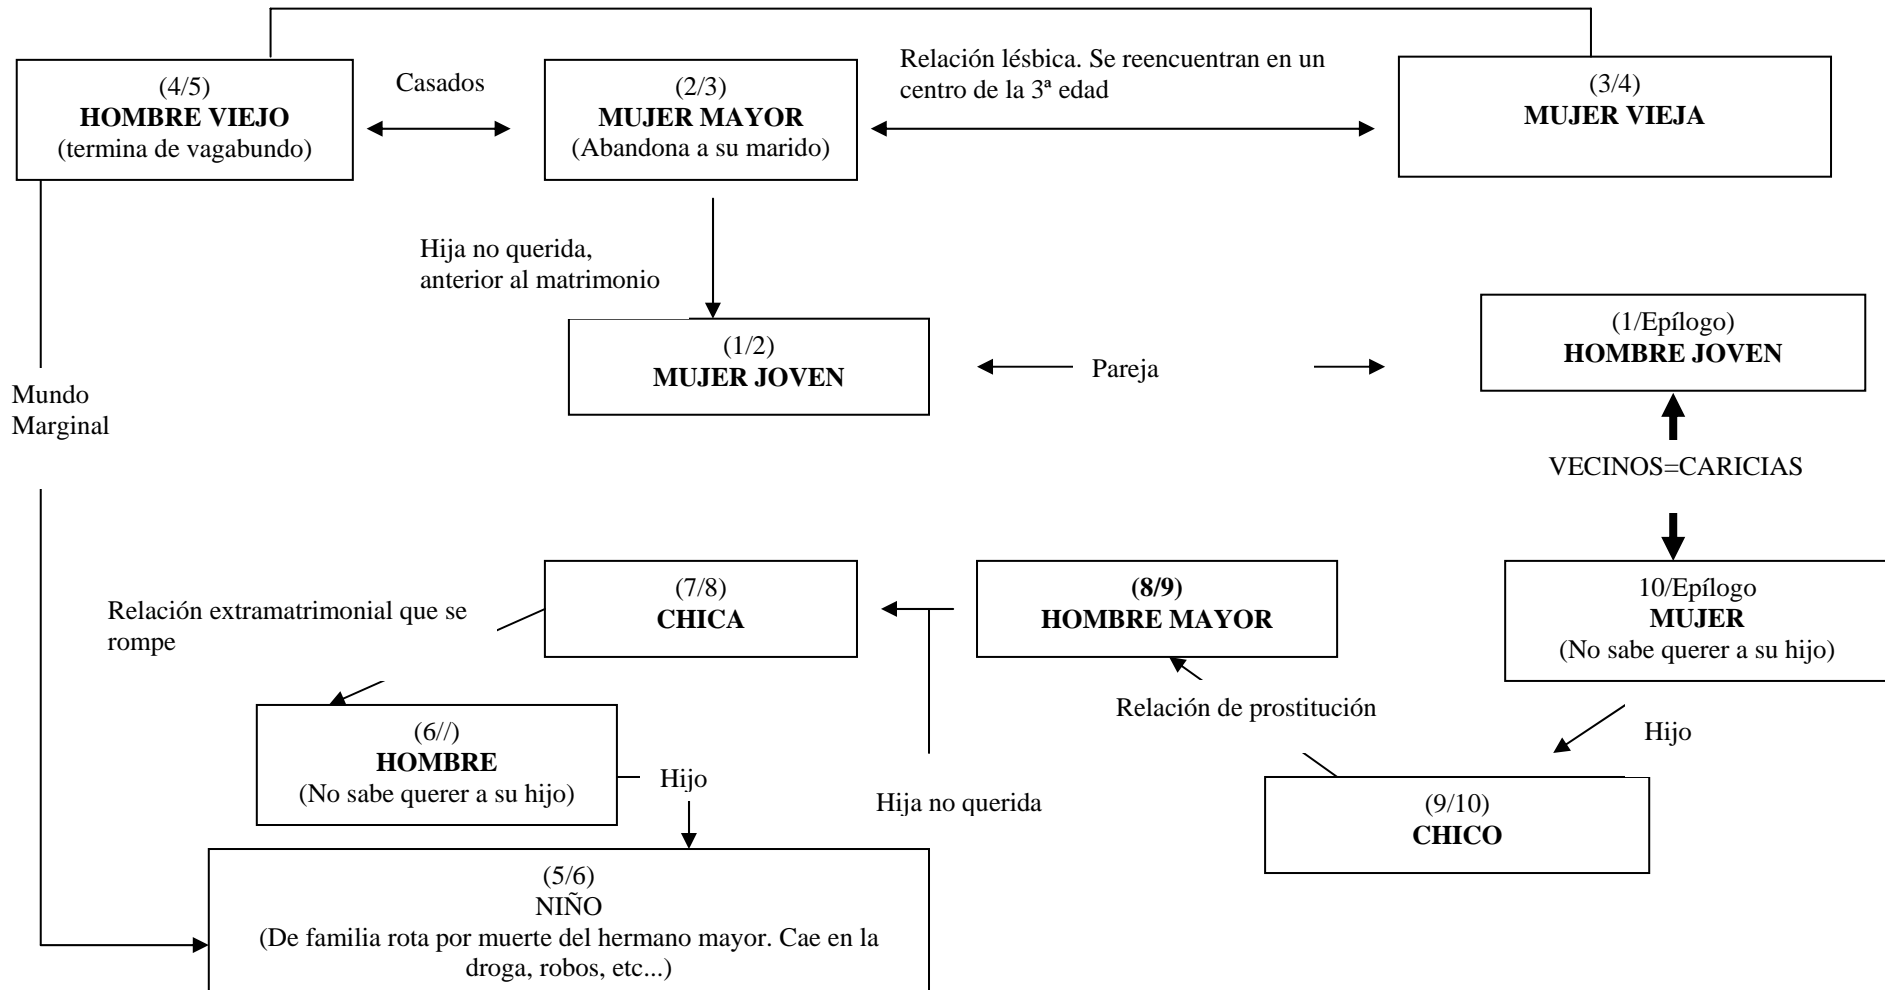 (4/5)
HOMBRE VIEJO
(termina de vagabundo)
Casados
(2/3)
MUJER MAYOR
(Abandona a su marido)
Relación lésbica. Se reencuentran en un
centro de la 3ª edad
(3/4)
MUJER VIEJA
Hija no querida,
anterior al matrimonio
(1/2)
MUJER JOVEN
Pareja
(1/Epílogo)
HOMBRE JOVEN
Mundo
Marginal
VECINOS=CARICIAS
Relación extramatrimonial que se
rompe
(7/8)
CHICA
(8/9)
HOMBRE MAYOR
10/Epílogo
MUJER
(No sabe querer a su hijo)
Relación de prostitución
Hijo
(6//)
HOMBRE
(No sabe querer a su hijo)
Hijo
Hija no querida
(9/10)
CHICO
(5/6)
NIÑO
(De familia rota por muerte del hermano mayor. Cae en la
droga, robos, etc...)